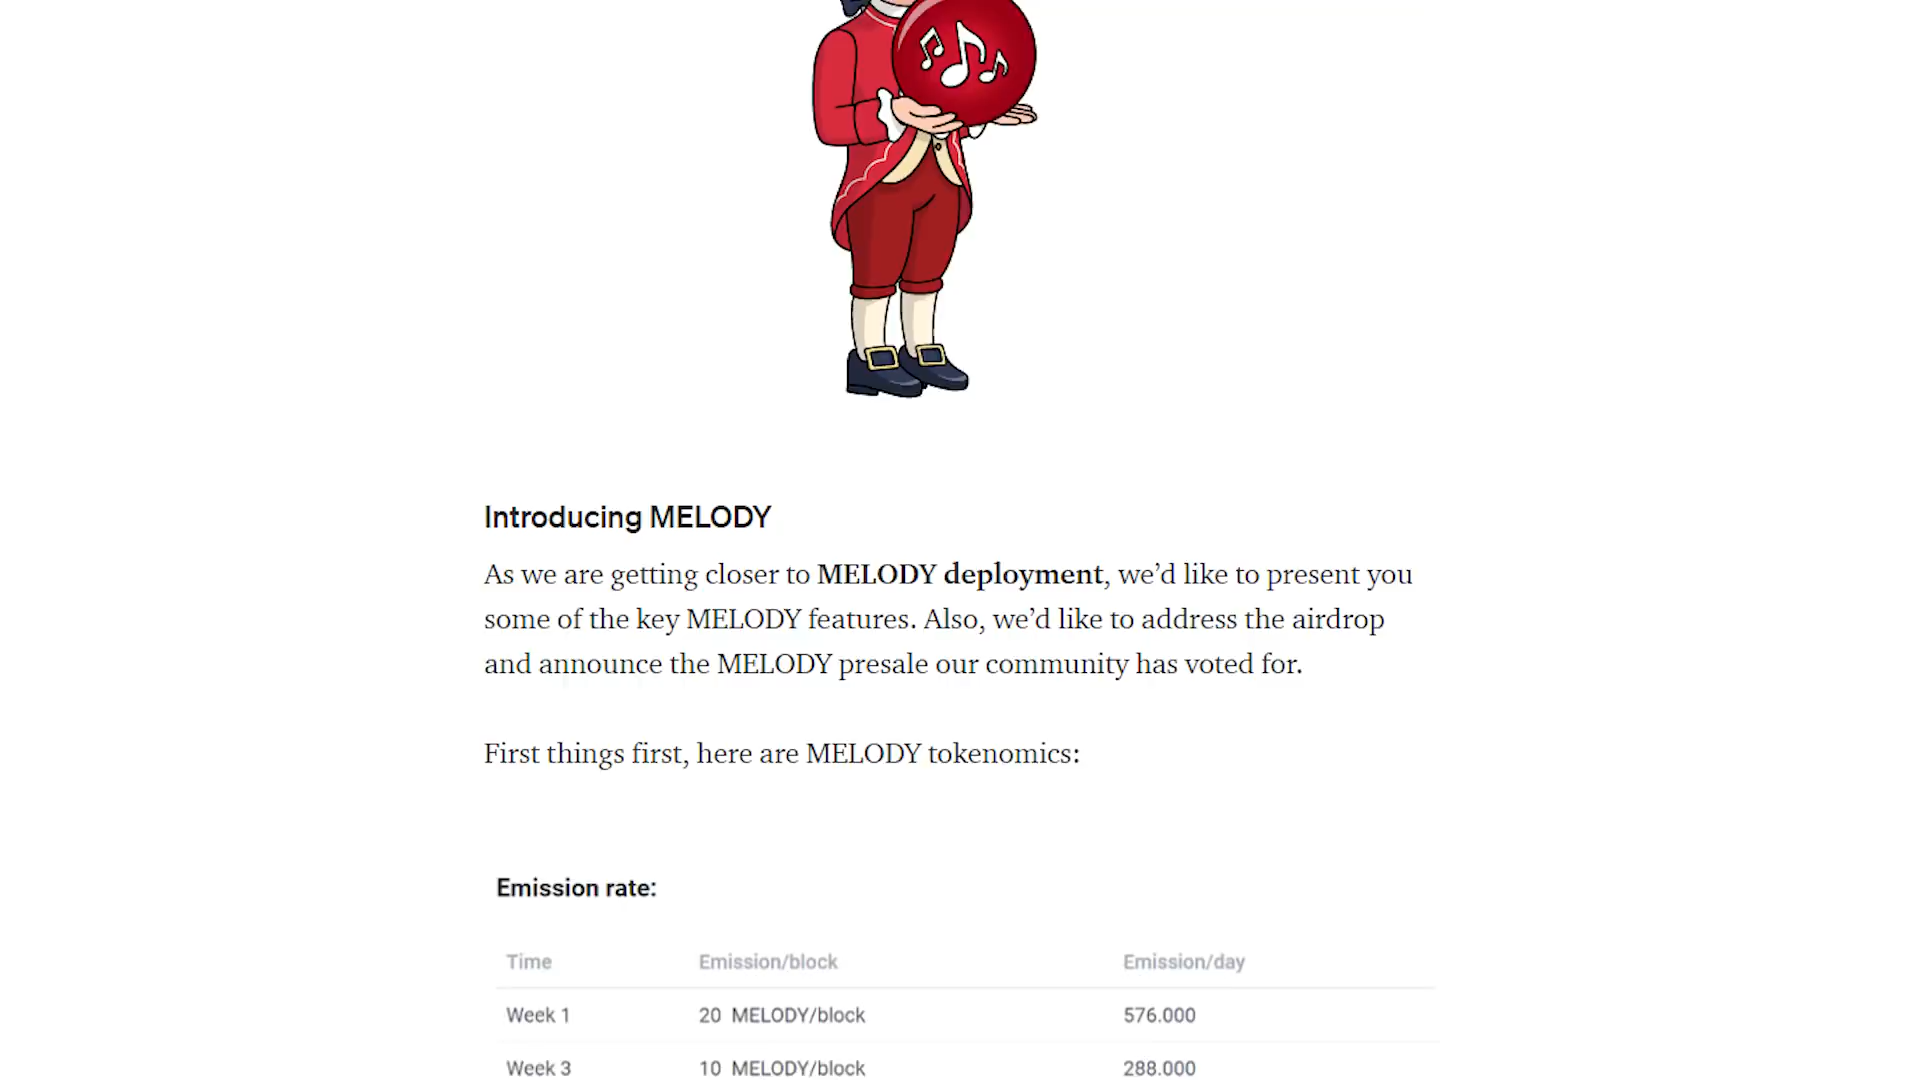 Introducing MELODY
As we are getting closer to MELODY deployment, we’d like to present you
some of the key MELODY features. Also, we’d like to address the airdrop
and announce the MELODY presale our community has voted for.
First things first, here are MELODY tokenomics:
Emission rate:
Time Emission/block Emission/day
Week 1 20 MELODY/block 576.000
Week 3 10 MELODY/block 288.000